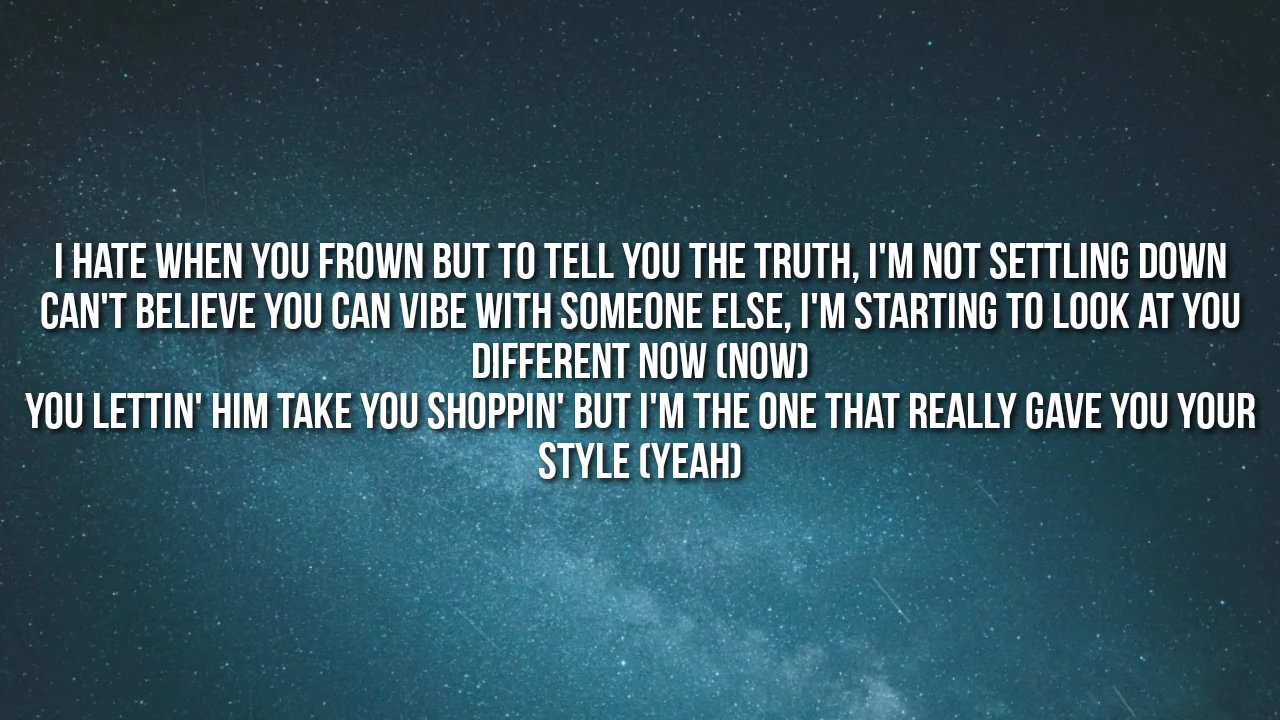 I HATE WHEN YOU FROWN BUT TO TELL YOU THE TRUTH, I'M NOT SETTLING DOWN
CAN'T BELIEVE YOU CAN VIBE WITH SOMEONE ELSE, I'M STARTING TO LOOK AT YOU
DIFFERENT NOW (NOW)
YOU LETTIN' HIM TAKE YOU SHOPPIN' BUT I'M THE ONE THAT REALLY GAVE YOU YOUR
STYLE (YEAH)